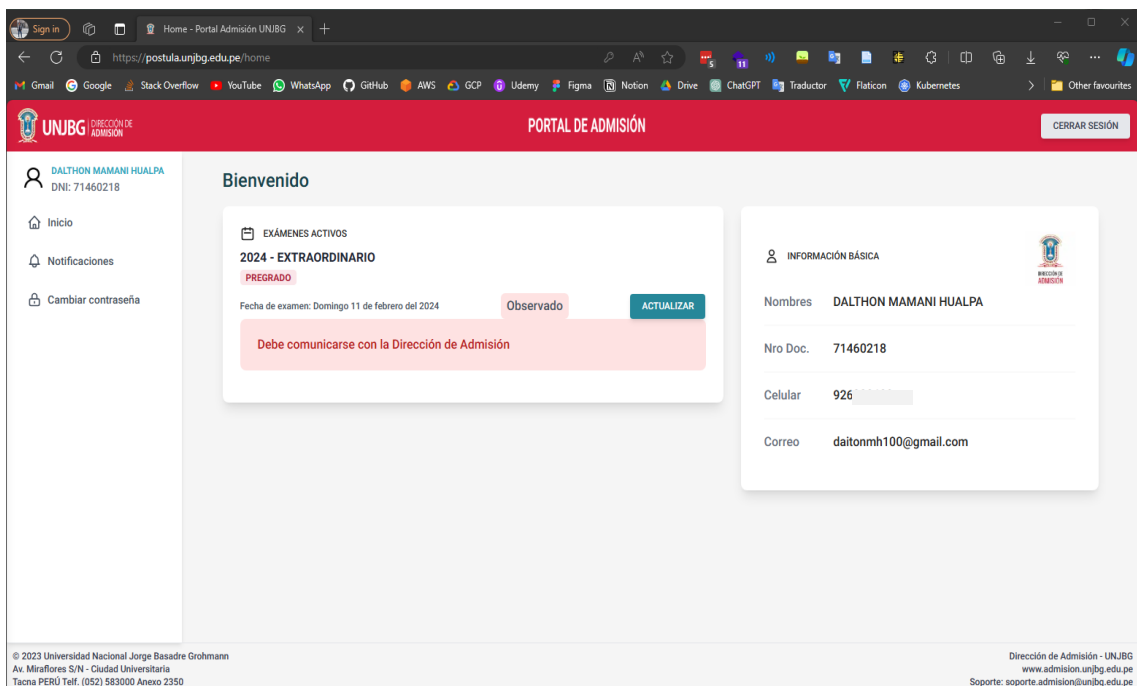 Sign in
Home - Portal Admisión UNJBG
https://postula.unjbg.edu.pe/home
5
11
Gmail Google Stack Overflow YouTube WhatsApp GitHub AWS GCP Udemy Figma Notion Drive ChatGPT Traductor Flaticon Kubernetes Other favourites
UNJBG DIRECCIÓN DE ADMISIÓN
PORTAL DE ADMISIÓN
CERRAR SESIÓN
DALTHON MAMANI HUALPA
DNI: 71460218
Inicio
Notificaciones
Cambiar contraseña
Bienvenido
EXÁMENES ACTIVOS
2024 - EXTRAORDINARIO
PREGRADO
Fecha de examen: Domingo 11 de febrero del 2024
Observado
ACTUALIZAR
Debe comunicarse con la Dirección de Admisión
INFORMACIÓN BÁSICA
DIRECCIÓN DE
ADMISIÓN
Nombres DALTHON MAMANI HUALPA
Nro Doc. 71460218
Celular 926
Correo daitonmh100@gmail.com
© 2023 Universidad Nacional Jorge Basadre Grohmann
Av. Miraflores S/N - Ciudad Universitaria
Tacna PERÚ Telf. (052) 583000 Anexo 2350
Dirección de Admisión - UNJBG
www.admision.unjbg.edu.pe
Soporte: soporte.admision@unjbg.edu.pe